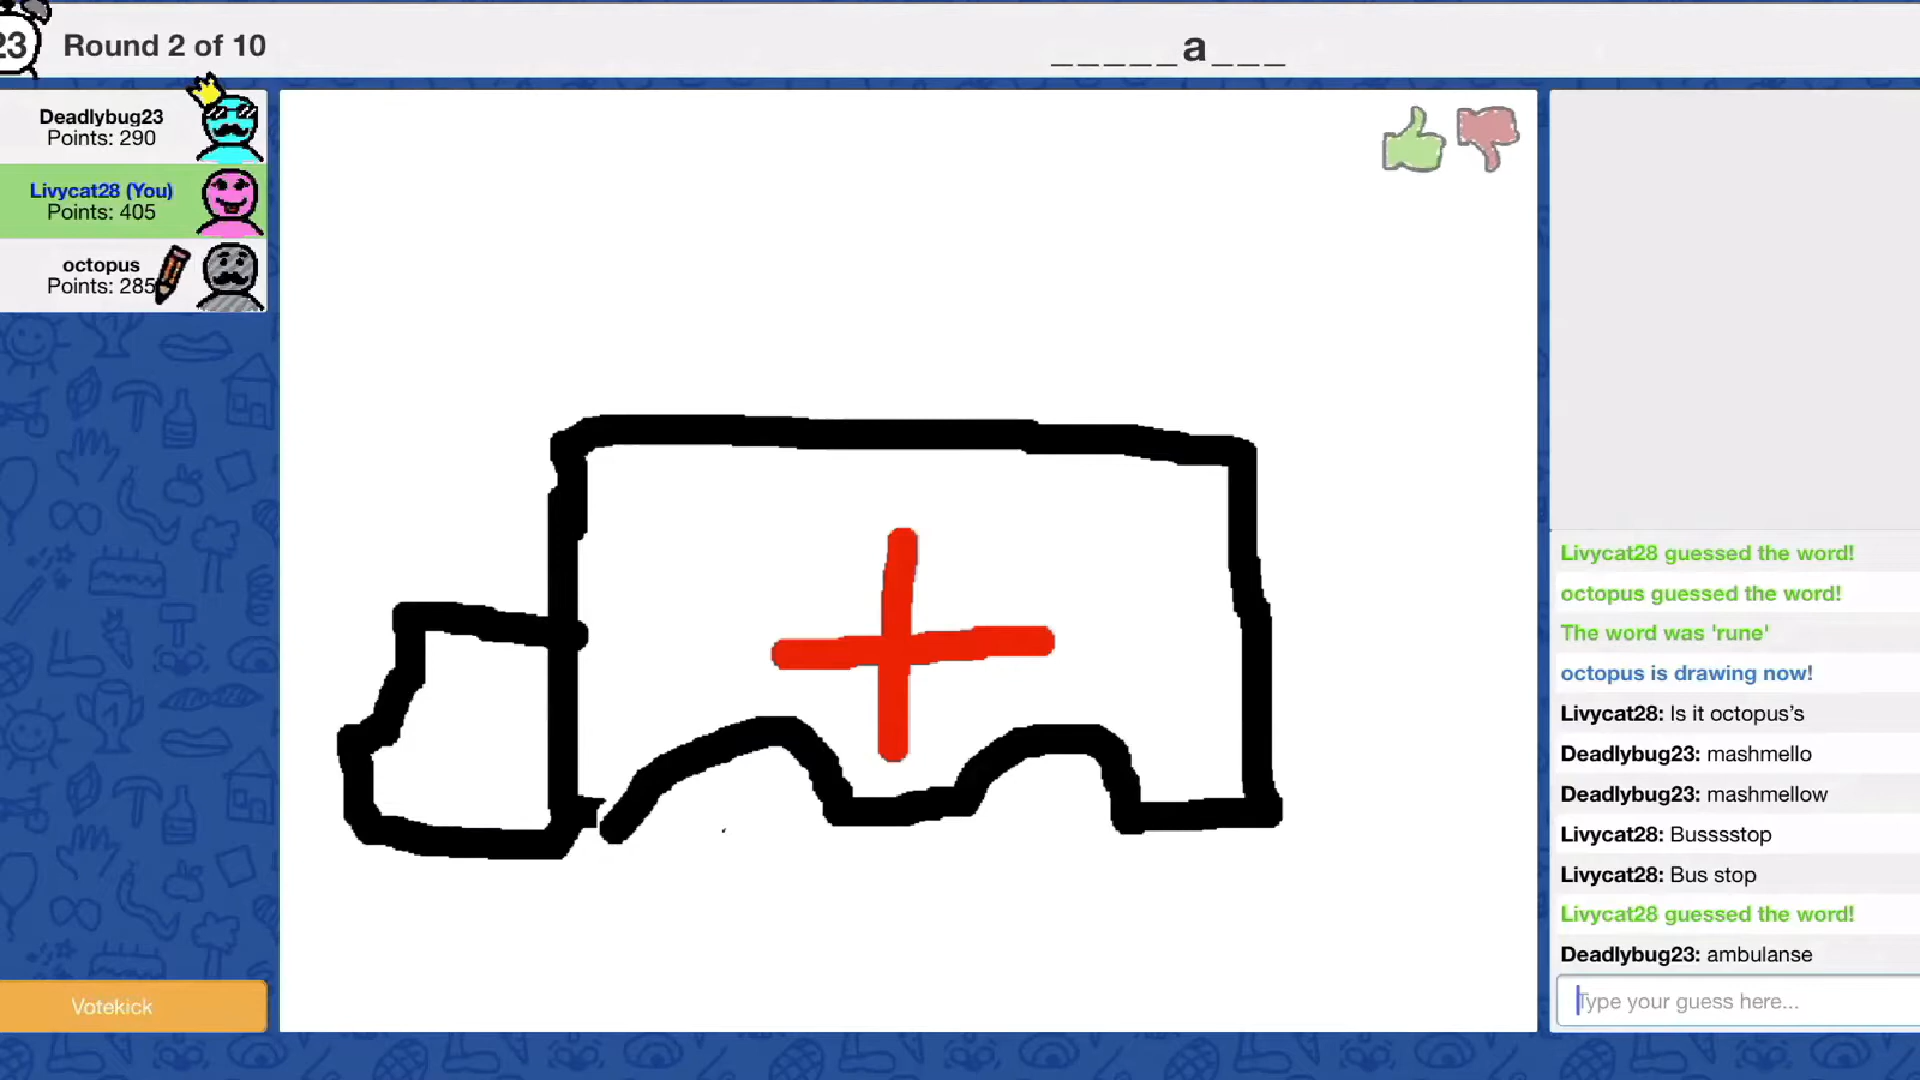 23
Round 2 of 10
_____a___
Deadlybug23
Points: 290
Livycat28 (You)
Points: 405
octopus
Points: 285
Livycat28 guessed the word!
octopus guessed the word!
The word was 'rune'
octopus is drawing now!
Livycat28: Is it octopus's
Deadlybug23: mashmello
Deadlybug23: mashmellow
Livycat28: Bussstop
Livycat28: Bus stop
Livycat28 guessed the word!
Deadlybug23: ambulanse
Type your guess here...
Votekick